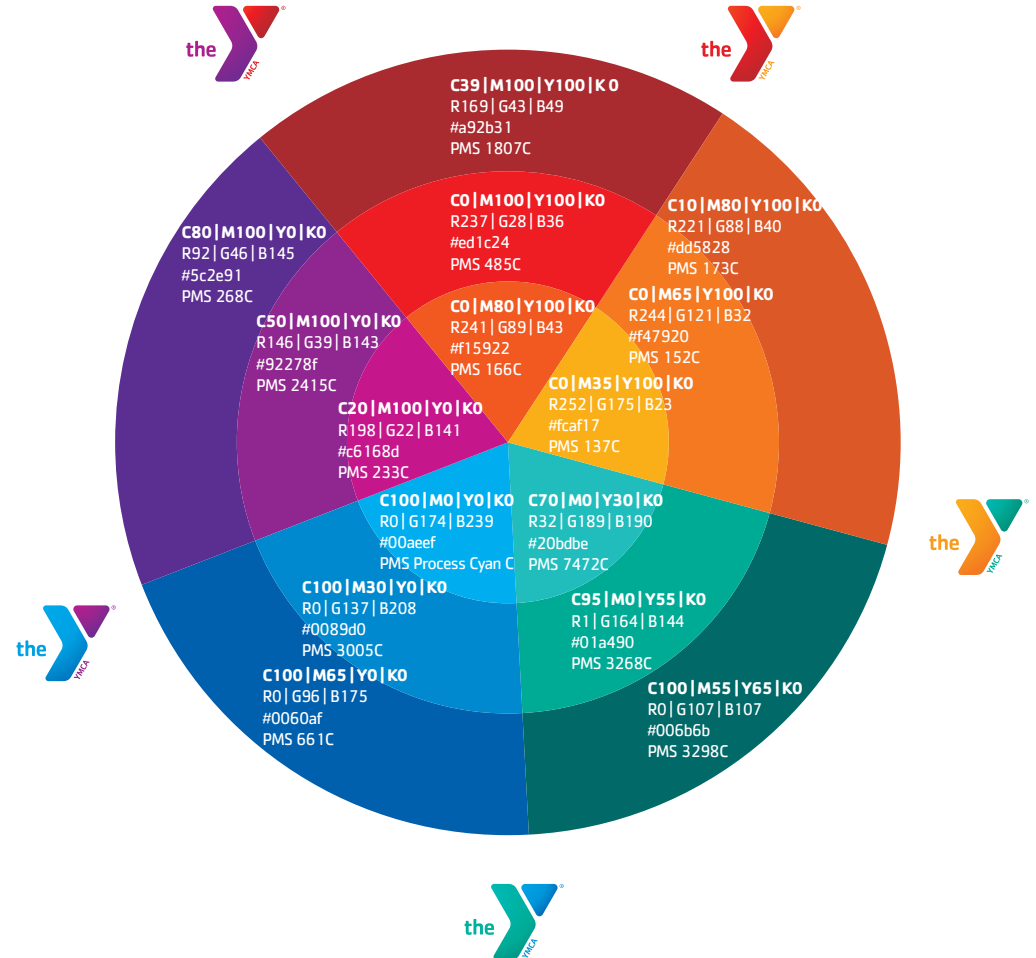 the
YMCA
®
the
YMCA
®
C39|M100|Y100|K 0
R169|G43|B49
#a92b31
PMS 1807C
C0|M100|Y100|K0
R237|G28|B36
#ed1c24
PMS 485C
C0|M80|Y100|K0
R241|G89|B43
#f15922
PMS 166C
C10|M80|Y100|K0
R221|G88|B40
#dd5828
PMS 173C
C0|M65|Y100|K0
R244|G121|B32
#f47920
PMS 152C
C0|M35|Y100|K0
R252|G175|B23
#fcaf17
PMS 137C
C80|M100|Y0|K0
R92|G46|B145
#5c2e91
PMS 268C
C50|M100|Y0|K0
R146|G39|B143
#92278f
PMS 2415C
C20|M100|Y0|K0
R198|G22|B141
#c6168d
PMS 233C
C100|M0|Y0|K0
R0|G174|B239
#00aeef
PMS Process Cyan C
C100|M30|Y0|K0
R0|G137|B208
#0089d0
PMS 3005C
C100|M65|Y0|K0
R0|G96|B175
#0060af
PMS 661C
C70|M0|Y30|K0
R32|G189|B190
#20bdbe
PMS 7472C
C95|M0|Y55|K0
R1|G164|B144
#01a490
PMS 3268C
C100|M55|Y65|K0
R0|G107|B107
#006b6b
PMS 3298C
the
YMCA
®
the
YMCA
®
the
YMCA
®